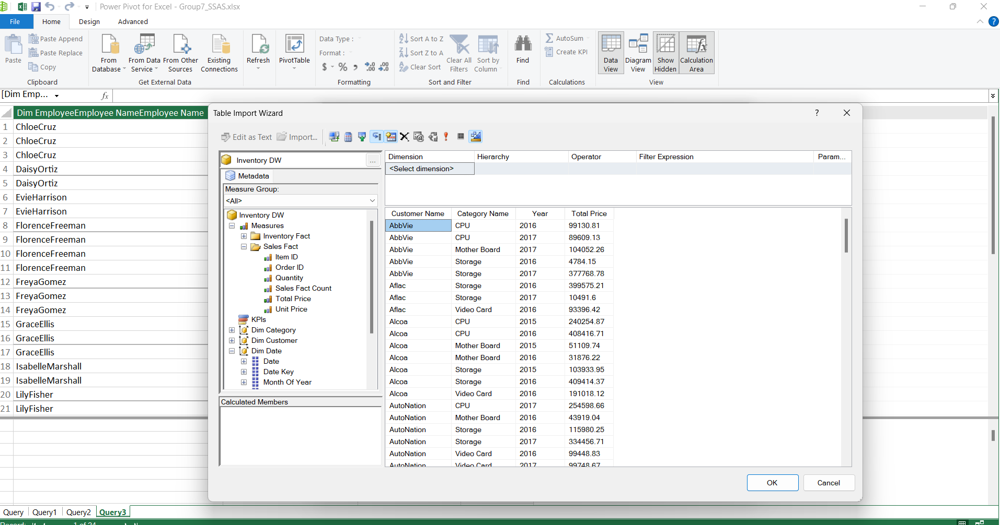 Power Pivot for Excel - Group7_SSAS.xlsx
File Home Design Advanced
Paste
Paste Append
Paste Replace
Copy
Clipboard
From Database
From Data Service
From Other Sources
Existing Connections
Get External Data
Refresh
PivotTable
Data Type :
Format :
$ % ,
Formatting
Sort A to Z
Sort Z to A
Clear Sort
Clear All Filters
Sort by Column
Sort and Filter
Find
Find
AutoSum
Create KPI
Calculations
Data View
Diagram View
Show Hidden
Calculation Area
View
[Dim Emp... fx
Dim EmployeeEmployee NameEmployee Name
1 ChloeCruz
2 ChloeCruz
3 ChloeCruz
4 DaisyOrtiz
5 DaisyOrtiz
6 EvieHarrison
7 EvieHarrison
8 FlorenceFreeman
9 FlorenceFreeman
10 FlorenceFreeman
11 FlorenceFreeman
12 FreyaGomez
13 FreyaGomez
14 FreyaGomez
15 GraceEllis
16 GraceEllis
17 GraceEllis
18 IsabelleMarshall
19 IsabelleMarshall
20 LilyFisher
21 LilyFisher
Table Import Wizard ?
Edit as Text Import...
Inventory DW ...
Metadata
Measure Group:
<All>
Inventory DW
Measures
Inventory Fact
Sales Fact
Item ID
Order ID
Quantity
Sales Fact Count
Total Price
Unit Price
KPIs
Dim Category
Dim Customer
Dim Date
Date
Date Key
Month Of Year
Calculated Members
Dimension Hierarchy Operator Filter Expression Param...
<Select dimension>
Customer Name Category Name Year Total Price
AbbVie CPU 2016 99130.81
AbbVie CPU 2017 89609.13
AbbVie Mother Board 2017 104052.26
AbbVie Storage 2016 4784.15
AbbVie Storage 2017 377768.78
Aflac Storage 2016 399575.21
Aflac Storage 2017 10491.6
Aflac Video Card 2016 93396.42
Alcoa CPU 2015 240254.87
Alcoa CPU 2016 408416.71
Alcoa Mother Board 2015 51109.74
Alcoa Mother Board 2016 31876.22
Alcoa Storage 2015 103933.95
Alcoa Storage 2016 409414.37
Alcoa Video Card 2016 191018.12
AutoNation CPU 2017 254598.66
AutoNation Mother Board 2016 43919.04
AutoNation Storage 2016 115980.25
AutoNation Storage 2017 334456.71
AutoNation Video Card 2016 99448.83
AutoNation Video Card 2017 99748.67
OK Cancel
Query Query1 Query2 Query3
Record: 1 of 24